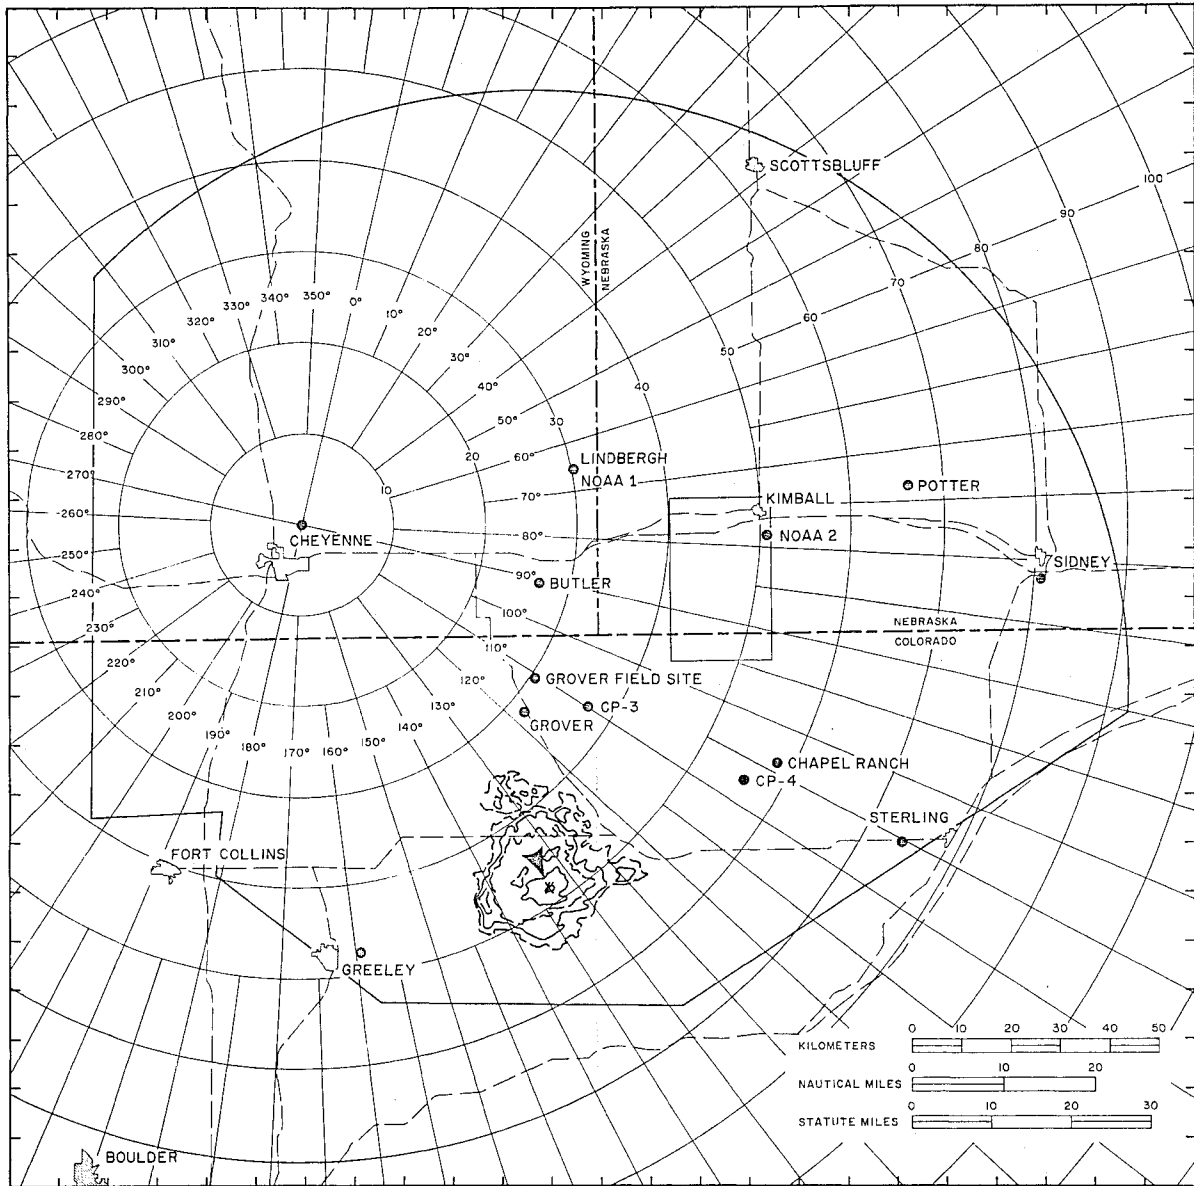 SCOTTSBLUFF
100
90
80
70
60
50
40
30
20
10
WYOMING
NEBRASKA
350°
0°
10°
20°
30°
40°
50°
60°
70°
80°
90°
100°
110°
120°
130°
140°
150°
160°
170°
180°
190°
200°
210°
220°
230°
240°
250°
260°
270°
280°
290°
300°
310°
320°
330°
340°
LINDBERGH
NOAA 1
KIMBALL
POTTER
CHEYENNE
NOAA 2
SIDNEY
BUTLER
NEBRASKA
COLORADO
GROVER FIELD SITE
CP-3
GROVER
CHAPEL RANCH
CP-4
STERLING
FORT COLLINS
GREELEY
BOULDER
0 10 20 30 40 50
KILOMETERS
0 10 20
NAUTICAL MILES
0 10 20 30
STATUTE MILES